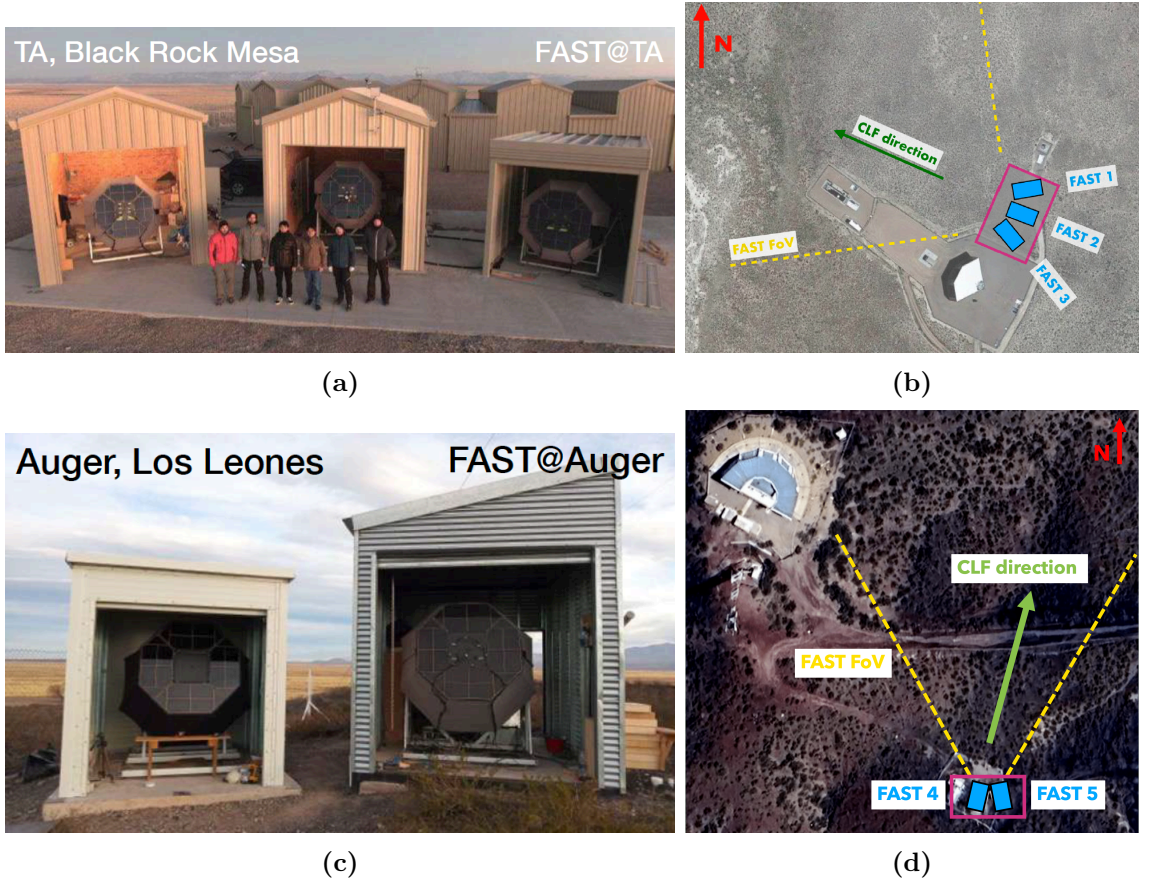 TA, Black Rock Mesa
FAST@TA
N
CLF direction
FAST 1
FAST 2
FAST FoV
FAST 3
(a)
(b)
Auger, Los Leones
FAST@Auger
N
CLF direction
FAST FoV
FAST 4
FAST 5
(c)
(d)